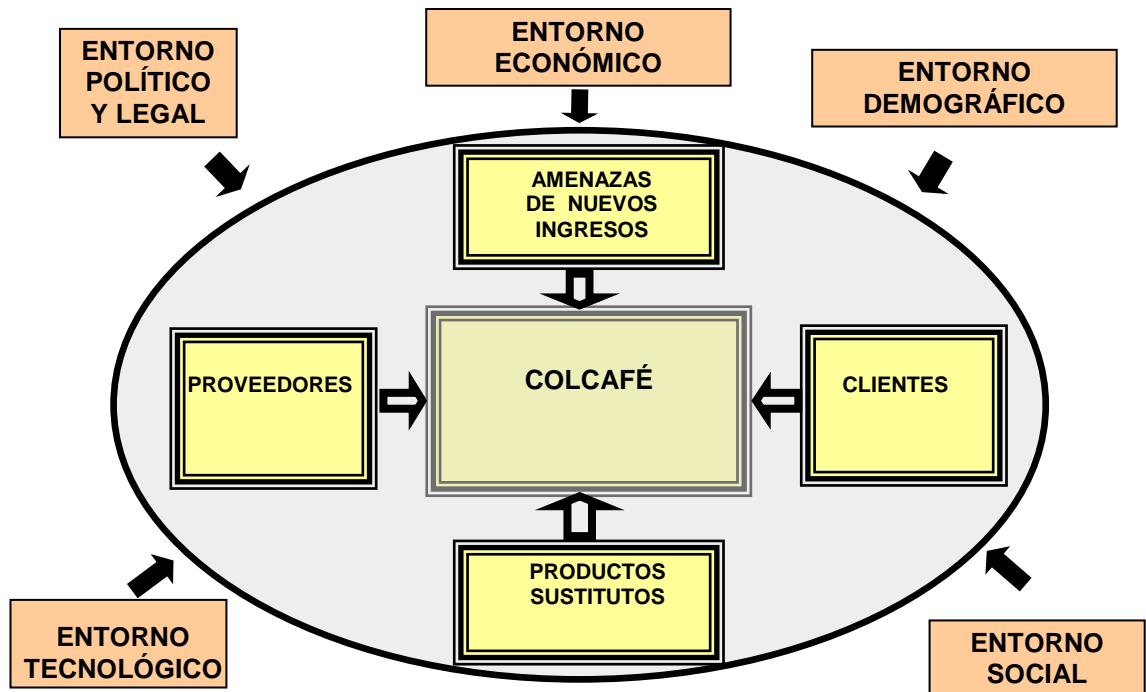 ENTORNO
POLÍTICO
Y LEGAL
ENTORNO
ECONÓMICO
ENTORNO
DEMOGRÁFICO
AMENAZAS
DE NUEVOS
INGRESOS
PROVEEDORES
COLCAFÉ
CLIENTES
PRODUCTOS
SUSTITUTOS
ENTORNO
TECNOLÓGICO
ENTORNO
SOCIAL